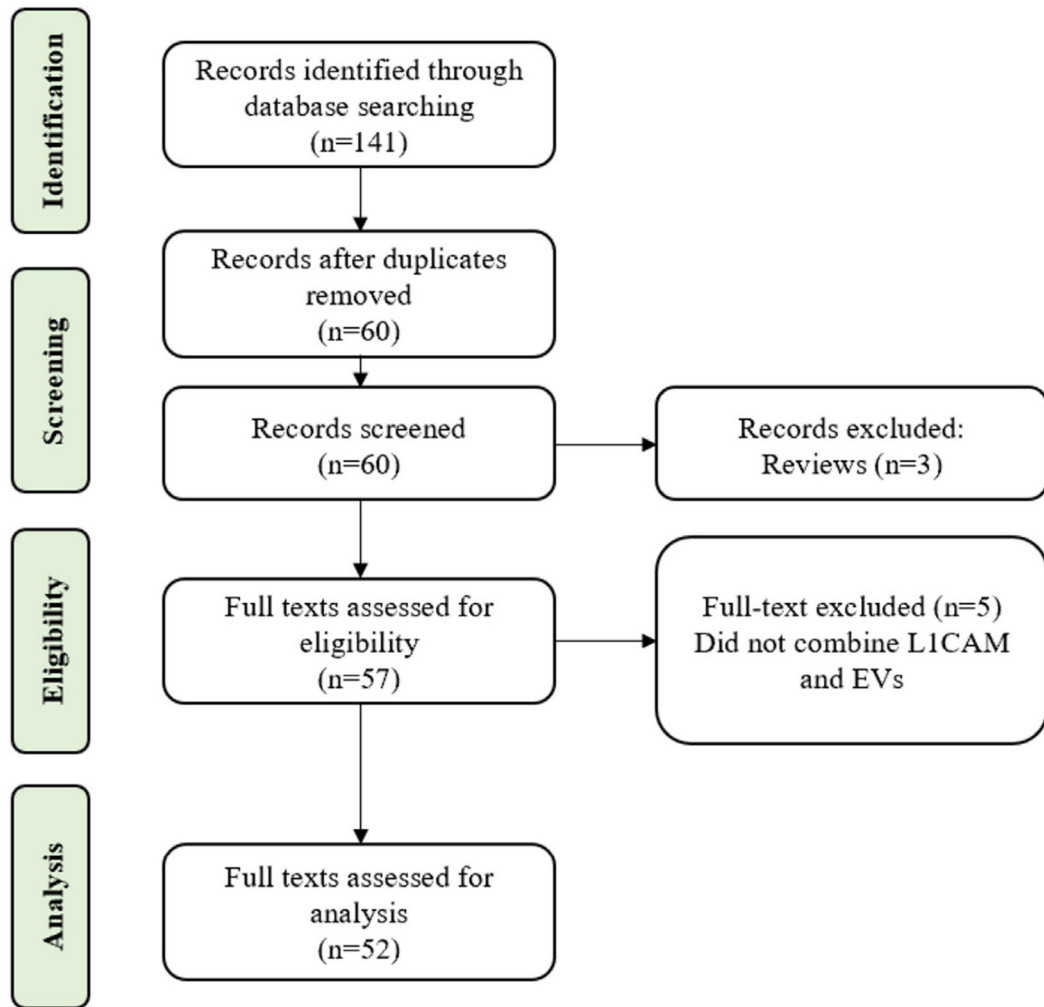 Identification
Records identified through
database searching
(n=141)
Screening
Records after duplicates
removed
(n=60)
Records screened
(n=60)
Records excluded:
Reviews (n=3)
Eligibility
Full texts assessed for
eligibility
(n=57)
Full-text excluded (n=5)
Did not combine L1CAM
and EVs
Analysis
Full texts assessed for
analysis
(n=52)